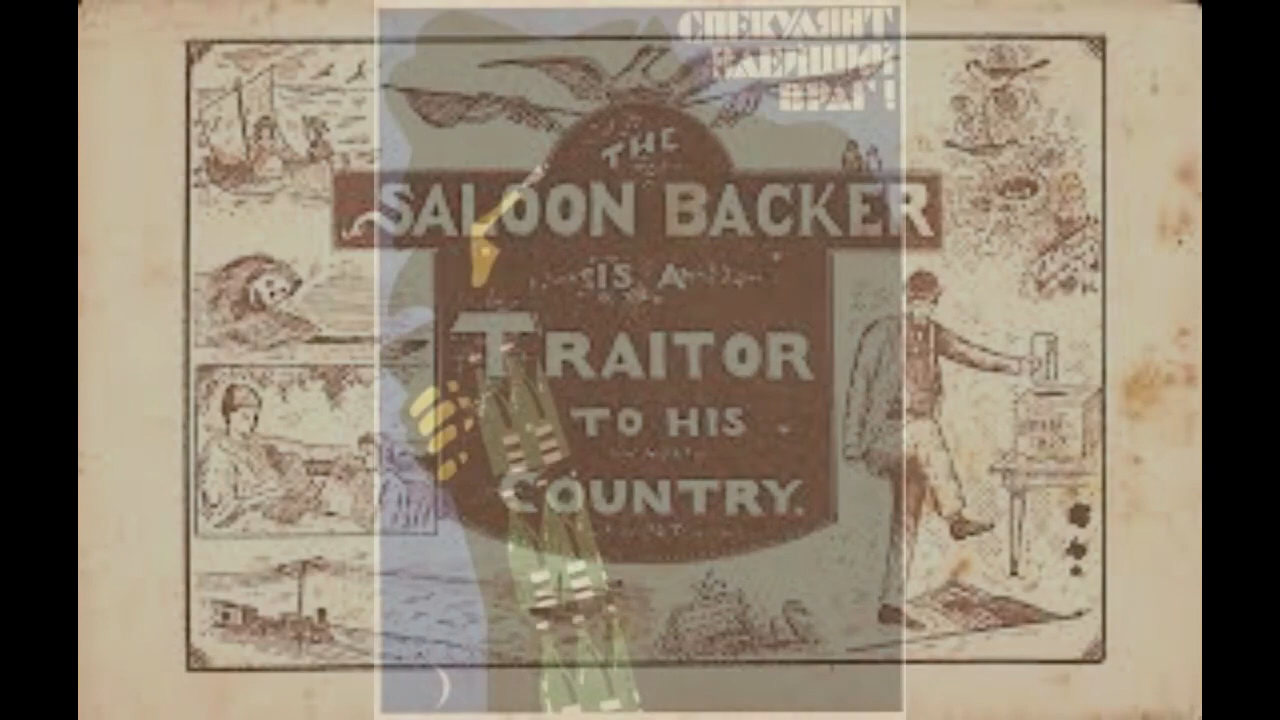 СПЕКУЛЯНТ
ЗЛЕЙШИЙ
ВРАГ!
THE
SALOON BACKER
IS A
TRAITOR
TO HIS
COUNTRY.